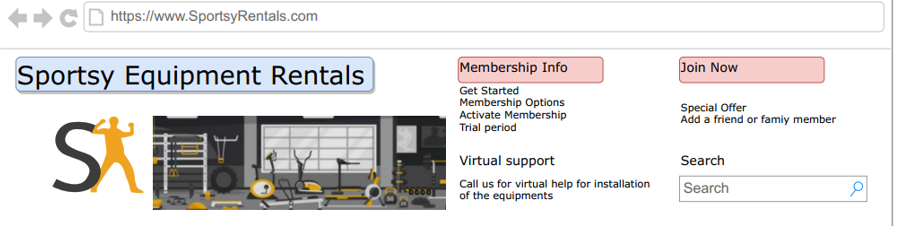 https://www.SportsyRentals.com
Sportsy Equipment Rentals
S
Membership Info
Get Started
Membership Options
Activate Membership
Trial period
Join Now
Special Offer
Add a friend or famiy member
Virtual support
Call us for virtual help for installation
of the equipments
Search
Search